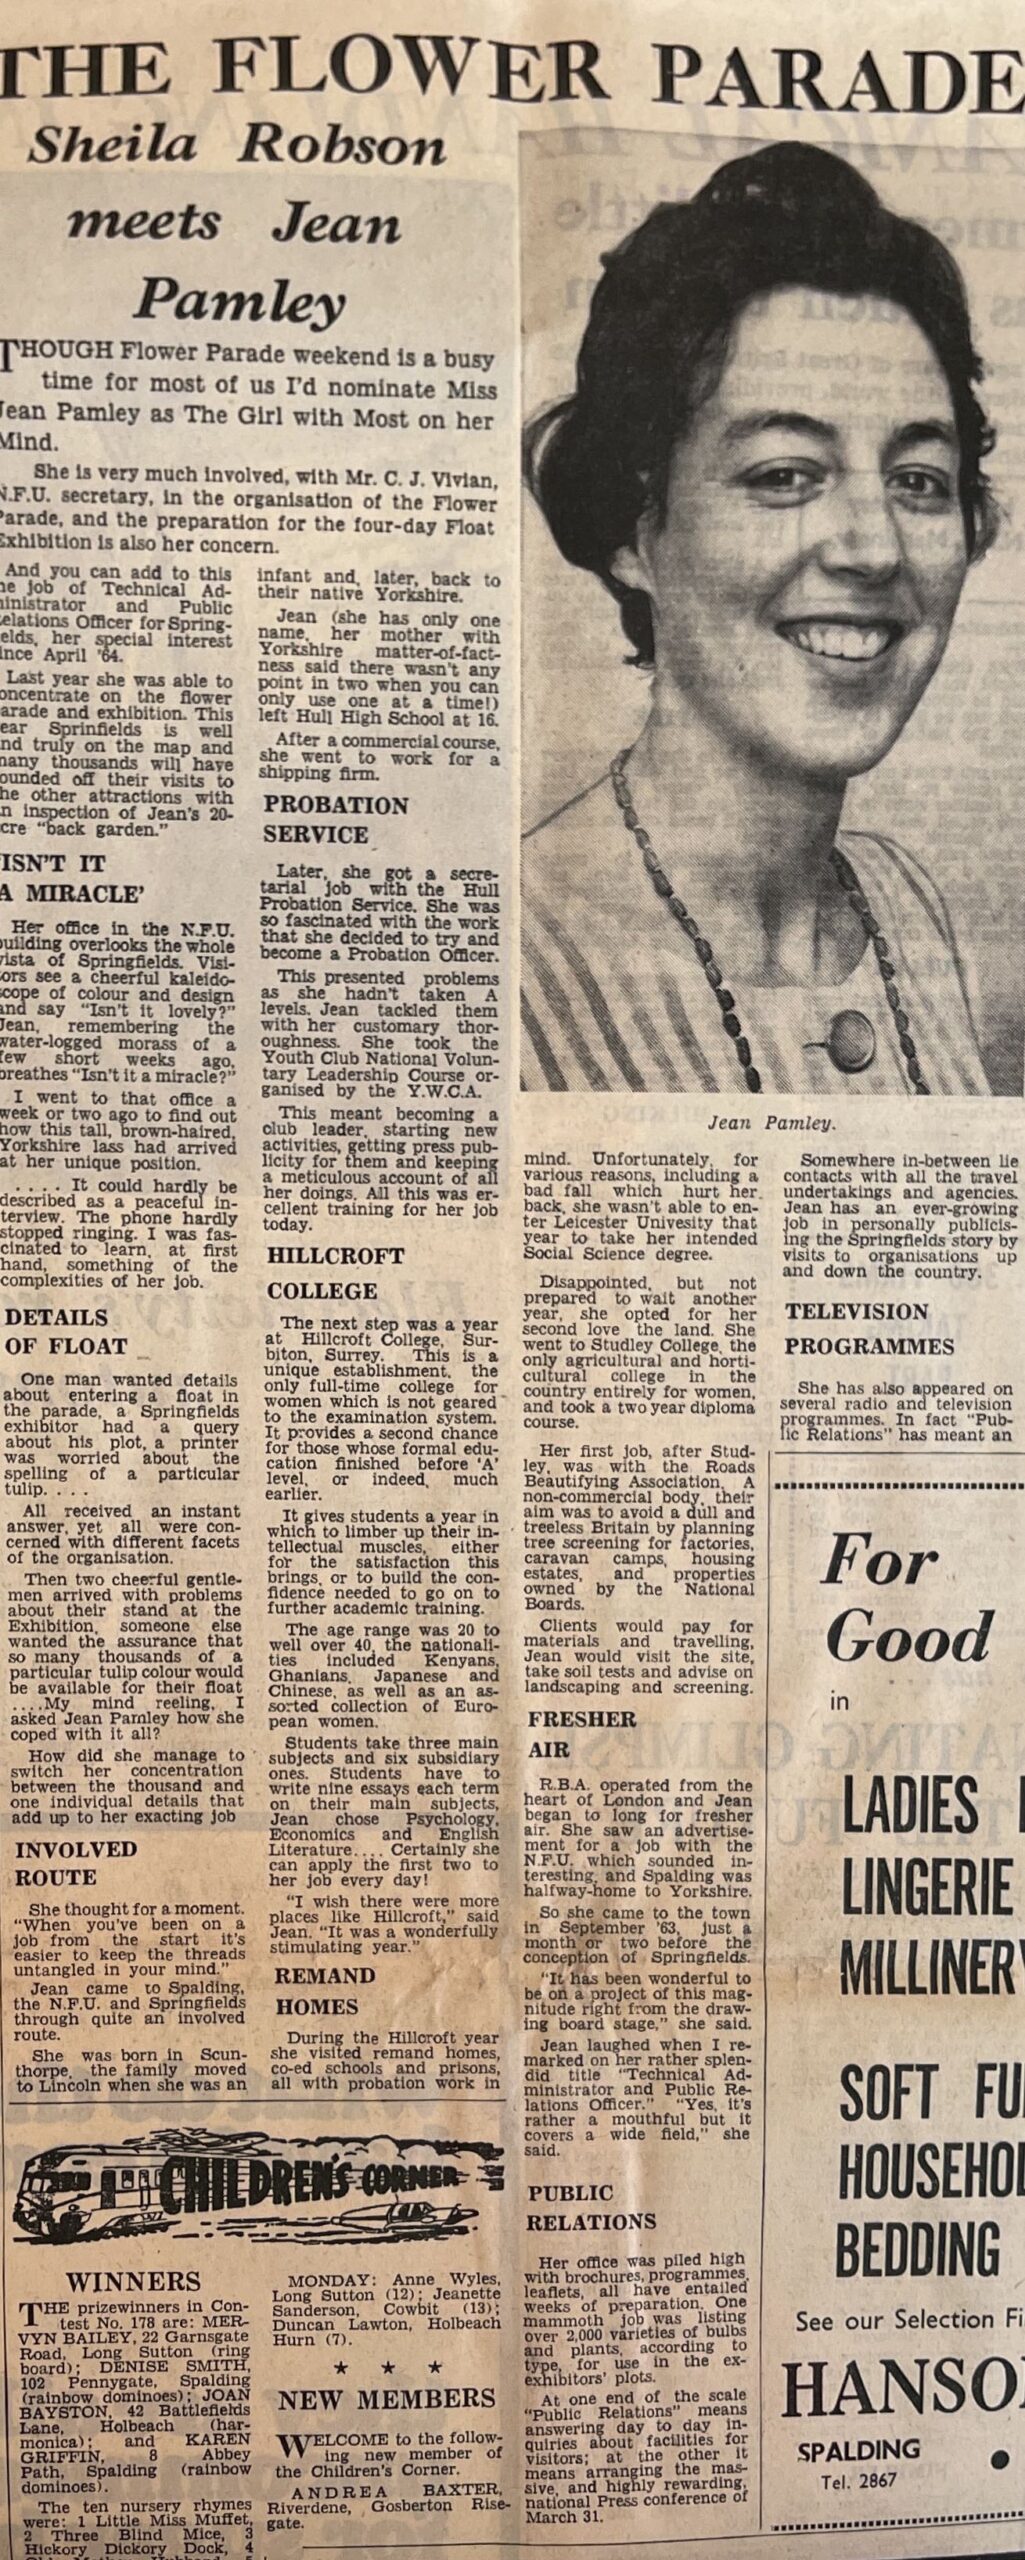 THE FLOWER PARADE
Sheila Robson
meets Jean
Pamley
THOUGH Flower Parade weekend is a busy
time for most of us I'd nominate Miss
Jean Pamley as The Girl with Most on her
Mind.
She is very much involved, with Mr. C. J. Vivian,
N.F.U. secretary, in the organisation of the Flower
Parade, and the preparation for the four-day Float
Exhibition is also her concern.
And you can add to this
he job of Technical Ad-
ministrator and Public
elations Officer for Spring-
elds, her special interest
ince April '64.
Last year she was able to
oncentrate on the flower
arade and exhibition. This
ear Sprinfields is well
nd truly on the map and
many thousands will have
ounded off their visits to
he other attractions with
n inspection of Jean's 20-
cre "back garden."
'ISN'T IT
A MIRACLE'
Her office in the N.F.U.
building overlooks the whole
vista of Springfields. Visi-
tors see a cheerful kaleido-
scope of colour and design
and say "Isn't it lovely?"
Jean, remembering the
water-logged morass of a
few short weeks ago,
breathes "Isn't it a miracle?"
I went to that office a
week or two ago to find out
how this tall, brown-haired,
Yorkshire lass had arrived
at her unique position.
. . . . It could hardly be
described as a peaceful in-
terview. The phone hardly
stopped ringing. I was fas-
cinated to learn, at first
hand, something of the
complexities of her job.
DETAILS
OF FLOAT
One man wanted details
about entering a float in
the parade, a Springfields
exhibitor had a query
about his plot, a printer
was worried about the
spelling of a particular
tulip. . . .
All received an instant
answer, yet all were con-
cerned with different facets
of the organisation.
Then two cheerful gentle-
men arrived with problems
about their stand at the
Exhibition, someone else
wanted the assurance that
so many thousands of a
particular tulip colour would
be available for their float
. . . .My mind reeling, I
asked Jean Pamley how she
coped with it all?
How did she manage to
switch her concentration
between the thousand and
one individual details that
add up to her exacting job
INVOLVED
ROUTE
She thought for a moment.
"When you've been on a
job from the start it's
easier to keep the threads
untangled in your mind."
Jean came to Spalding,
the N.F.U. and Springfields
through quite an involved
route.
She was born in Scun-
thorpe, the family moved
to Lincoln when she was an
infant and, later, back to
their native Yorkshire.
Jean (she has only one
name, her mother with
Yorkshire matter-of-fact-
ness said there wasn't any
point in two when you can
only use one at a time!)
left Hull High School at 16.
After a commercial course,
she went to work for a
shipping firm.
PROBATION
SERVICE
Later, she got a secre-
tarial job with the Hull
Probation Service. She was
so fascinated with the work
that she decided to try and
become a Probation Officer.
This presented problems
as she hadn't taken A
levels. Jean tackled them
with her customary thor-
oughness. She took the
Youth Club National Volun-
tary Leadership Course or-
ganised by the Y.W.C.A.
This meant becoming a
club leader, starting new
activities, getting press pub-
licity for them and keeping
a meticulous account of all
her doings. All this was er-
cellent training for her job
today.
HILLCROFT
COLLEGE
The next step was a year
at Hillcroft College, Sur-
biton, Surrey. This is a
unique establishment, the
only full-time college for
women which is not geared
to the examination system.
It provides a second chance
for those whose formal edu-
cation finished before 'A'
level, or indeed, much
earlier.
It gives students a year in
which to limber up their in-
tellectual muscles, either
for the satisfaction this
brings, or to build the con-
fidence needed to go on to
further academic training.
The age range was 20 to
well over 40, the nationali-
ties included Kenyans,
Ghanians, Japanese and
Chinese, as well as an as-
sorted collection of Euro-
pean women.
Students take three main
subjects and six subsidiary
ones. Students have to
write nine essays each term
on their main subjects,
Jean chose Psychology,
Economics and English
Literature. . . . Certainly she
can apply the first two to
her job every day!
"I wish there were more
places like Hillcroft," said
Jean. "It was a wonderfully
stimulating year."
REMAND
HOMES
During the Hillcroft year
she visited remand homes,
co-ed schools and prisons,
all with probation work in
Jean Pamley.
mind. Unfortunately, for
various reasons, including a
bad fall which hurt her
back, she wasn't able to en-
ter Leicester Univesity that
year to take her intended
Social Science degree.
Disappointed, but not
prepared to wait another
year, she opted for her
second love the land. She
went to Studley College, the
only agricultural and horti-
cultural college in the
country entirely for women,
and took a two year diploma
course.
Her first job, after Stud-
ley, was with the Roads
Beautifying Association. A
non-commercial body, their
aim was to avoid a dull and
treeless Britain by planning
tree screening for factories,
caravan camps, housing
estates, and properties
owned by the National
Boards.
Clients would pay for
materials and travelling,
Jean would visit the site,
take soil tests and advise on
landscaping and screening.
FRESHER
AIR
R.B.A. operated from the
heart of London and Jean
began to long for fresher
air. She saw an advertise-
ment for a job with the
N.F.U. which sounded in-
teresting, and Spalding was
halfway-home to Yorkshire.
So she came to the town
in September '63, just a
month or two before the
conception of Springfields.
"It has been wonderful to
be on a project of this mag-
nitude right from the draw-
ing board stage," she said.
Jean laughed when I re-
marked on her rather splen-
did title "Technical Ad-
ministrator and Public Re-
lations Officer." "Yes, it's
rather a mouthful but it
covers a wide field," she
said.
PUBLIC
RELATIONS
Her office was piled high
with brochures, programmes,
leaflets, all have entailed
weeks of preparation. One
mammoth job was listing
over 2,000 varieties of bulbs
and plants, according to
type, for use in the ex-
exhibitors' plots.
At one end of the scale
"Public Relations" means
answering day to day in-
quiries about facilities for
visitors; at the other it
means arranging the mas-
sive, and highly rewarding,
national Press conference of
March 31.
Somewhere in-between lie
contacts with all the travel
undertakings and agencies.
Jean has an ever-growing
job in personally publicis-
ing the Springfields story by
visits to organisations up
and down the country.
TELEVISION
PROGRAMMES
She has also appeared on
several radio and television
programmes. In fact "Pub-
lic Relations" has meant an
CHILDREN'S CORNER
WINNERS
THE prizewinners in Con-
test No. 178 are: MER-
VYN BAILEY, 22 Garnsgate
Road, Long Sutton (ring
board); DENISE SMITH,
102 Pennygate, Spalding
(rainbow dominoes); JOAN
BAYSTON, 42 Battlefields
Lane, Holbeach (har-
monica); and KAREN
GRIFFIN, 8 Abbey
Path, Spalding (rainbow
dominoes).
The ten nursery rhymes
were: 1 Little Miss Muffet,
2 Three Blind Mice, 3
Hickory Dickory Dock, 4
MONDAY: Anne Wyles,
Long Sutton (12); Jeanette
Sanderson, Cowbit (13);
Duncan Lawton, Holbeach
Hurn (7).
★ ★ ★
NEW MEMBERS
WELCOME to the follow-
ing new member of
the Children's Corner.
ANDREA BAXTER,
Riverdene, Gosberton Rise-
gate.
For
Good
in
LADIES
LINGERIE
MILLINERY
SOFT FU
HOUSEHOL
BEDDING
See our Selection Fi
HANSO
SPALDING
Tel. 2867